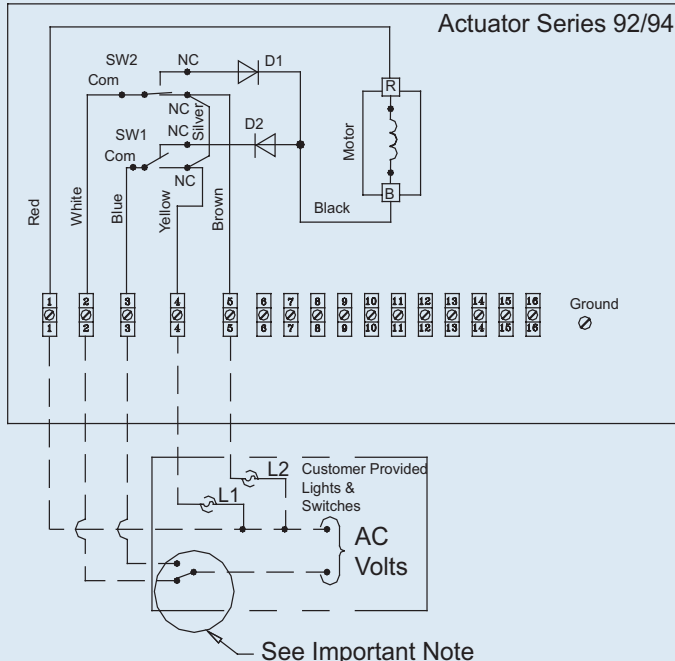 Actuator Series 92/94
SW2
NC
D1
Com
NC
Silver
SW1
NC
D2
Com
NC
R
Motor
B
Black
Red
White
Blue
Yellow
Brown
1 2 3 4 5 6 7 8 9 10 11 12 13 14 15 16
1 2 3 4 5 6 7 8 9 10 11 12 13 14 15 16
Ground
L2
L1
Customer Provided
Lights &
Switches
AC
Volts
See Important Note